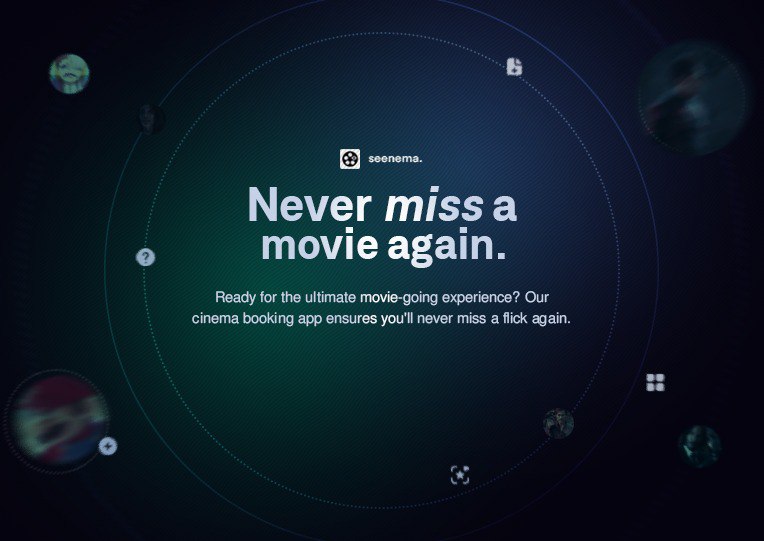 seenema.
Never miss a
movie again.
Ready for the ultimate movie-going experience? Our
cinema booking app ensures you'll never miss a flick again.
?